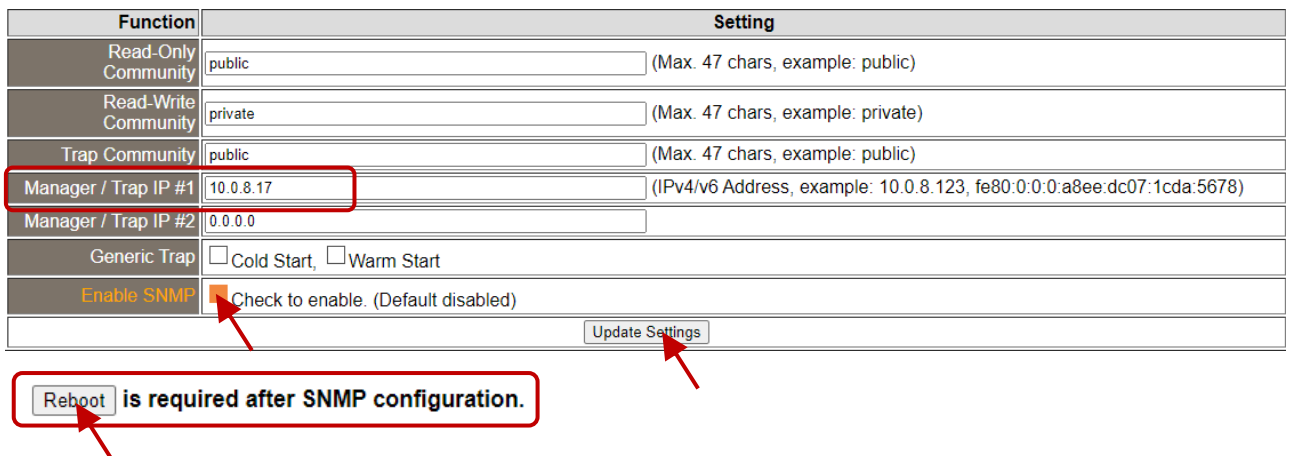 Function Setting
Read-Only Community public (Max. 47 chars, example: public)
Read-Write Community private (Max. 47 chars, example: private)
Trap Community public (Max. 47 chars, example: public)
Manager / Trap IP #1 10.0.8.17 (IPv4/v6 Address, example: 10.0.8.123, fe80:0:0:0:a8ee:dc07:1cda:5678)
Manager / Trap IP #2 0.0.0.0
Generic Trap Cold Start, Warm Start
Enable SNMP Check to enable. (Default disabled)
Update Settings
Reboot is required after SNMP configuration.